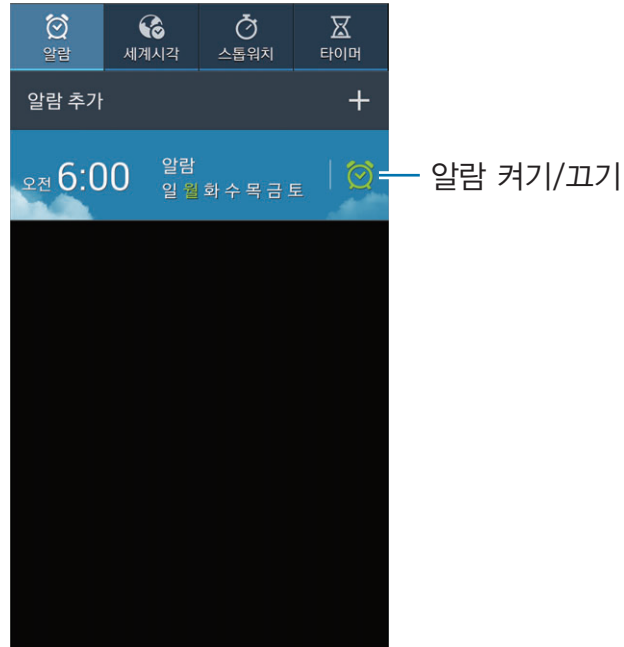 알람 세계시각 스톱워치 타이머
알람 추가
오전 6:00 알람
일 월 화 수 목 금 토
알람 켜기/끄기